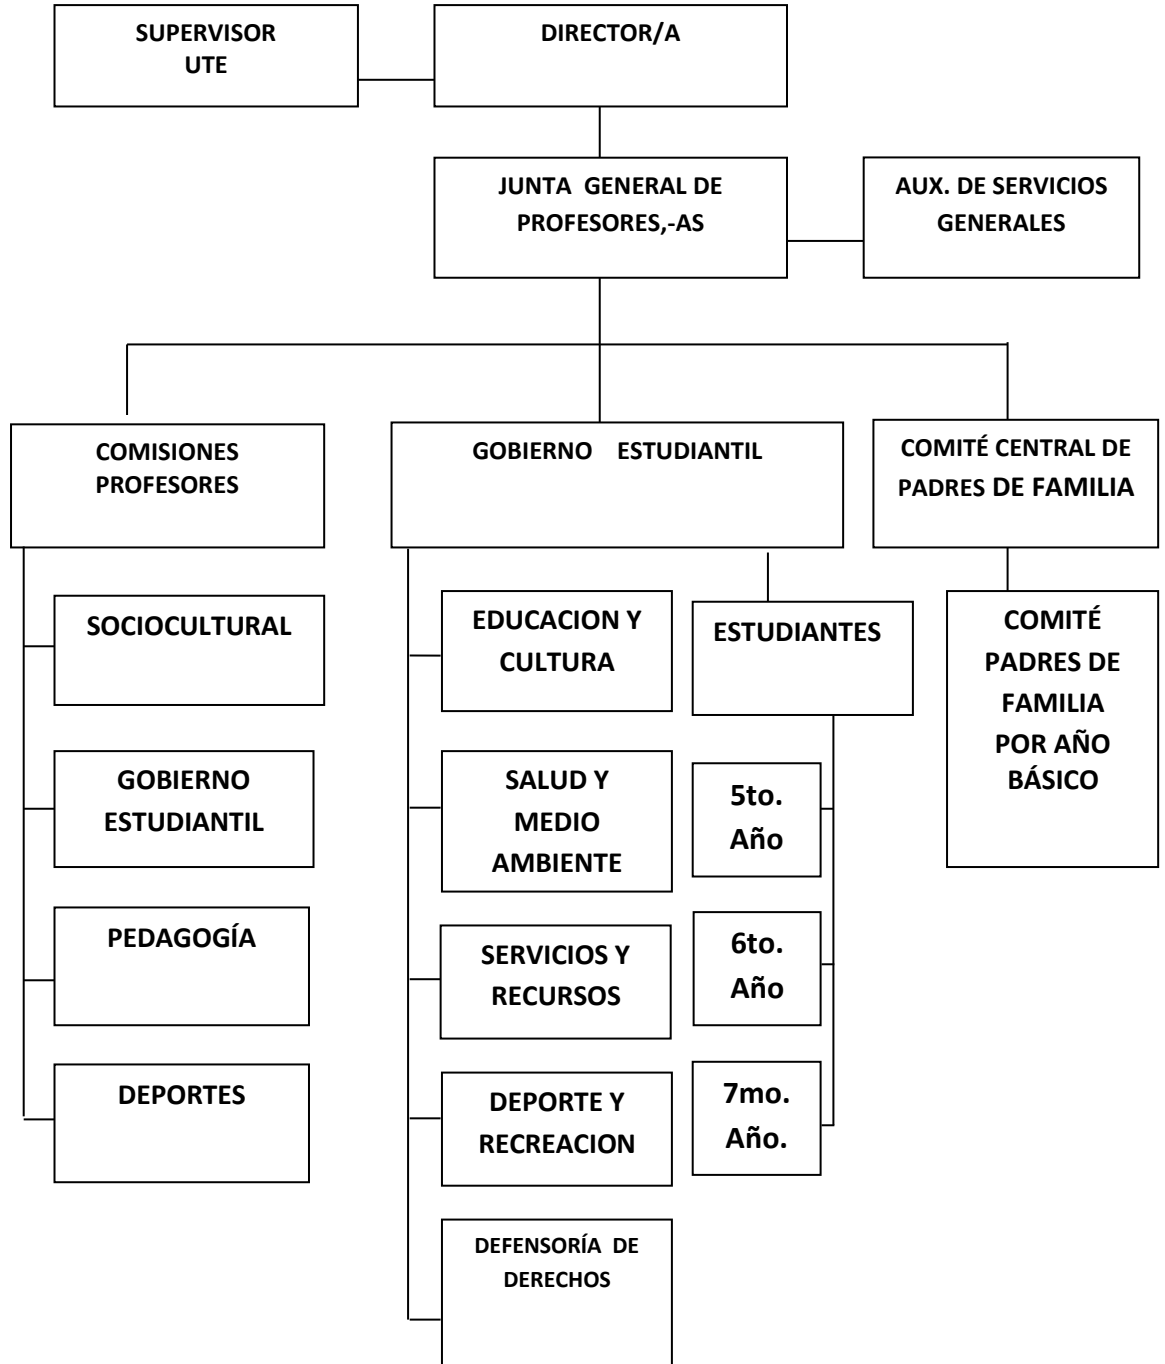 SUPERVISOR
UTE
DIRECTOR/A
JUNTA GENERAL DE
PROFESORES,-AS
AUX. DE SERVICIOS
GENERALES
COMISIONES
PROFESORES
GOBIERNO ESTUDIANTIL
COMITÉ CENTRAL DE
PADRES DE FAMILIA
SOCIOCULTURAL
GOBIERNO
ESTUDIANTIL
PEDAGOGÍA
DEPORTES
EDUCACION Y
CULTURA
SALUD Y
MEDIO
AMBIENTE
SERVICIOS Y
RECURSOS
DEPORTE Y
RECREACION
DEFENSORÍA DE
DERECHOS
ESTUDIANTES
5to.
Año
6to.
Año
7mo.
Año.
COMITÉ
PADRES DE
FAMILIA
POR AÑO
BÁSICO